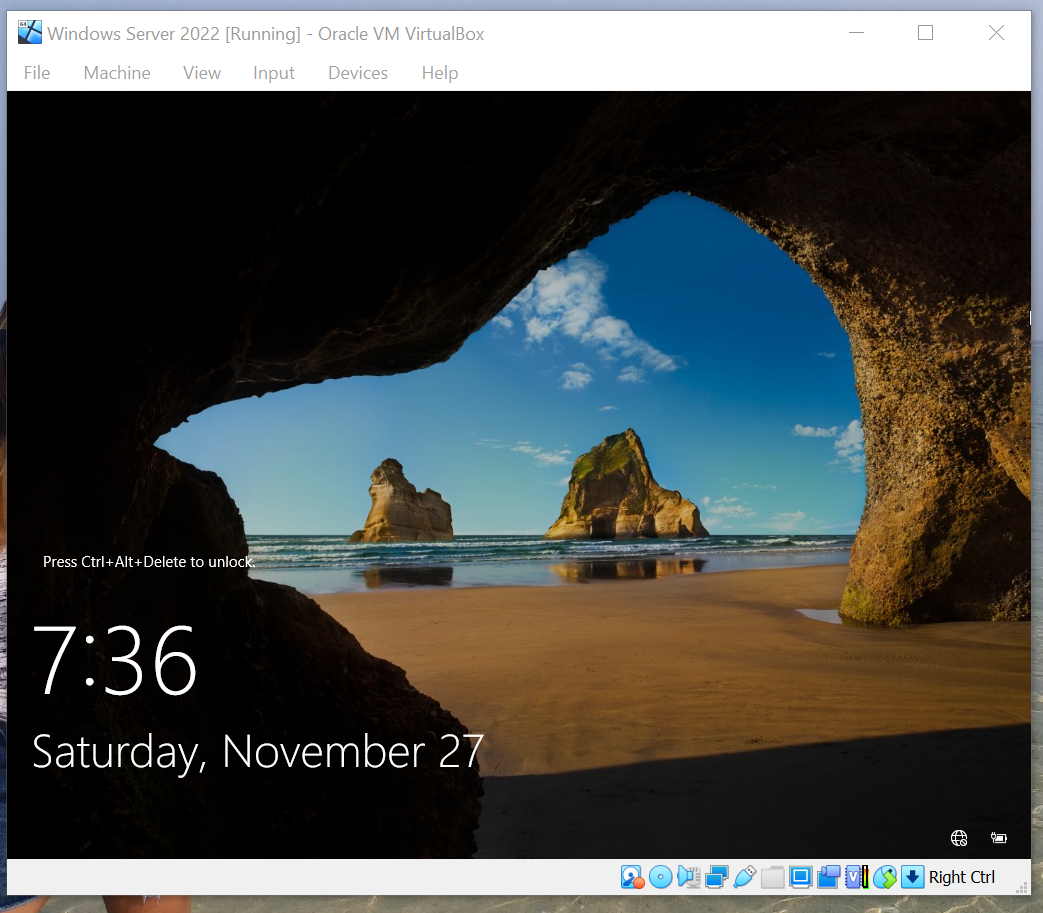 Windows Server 2022 [Running] - Oracle VM VirtualBox
File Machine View Input Devices Help
Press Ctrl+Alt+Delete to unlock.
7:36
Saturday, November 27
Right Ctrl